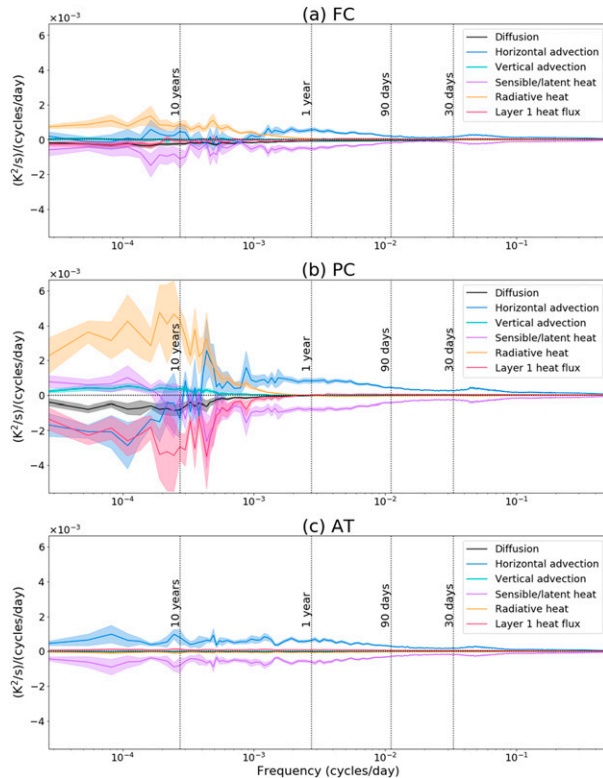 (a) FC
×10⁻³
6
4
2
0
−2
−4
(K²/s)/(cycles/day)
10 years
1 year
90 days
30 days
Diffusion
Horizontal advection
Vertical advection
Sensible/latent heat
Radiative heat
Layer 1 heat flux
10⁻⁴
10⁻³
10⁻²
10⁻¹
(b) PC
×10⁻³
6
4
2
0
−2
−4
(K²/s)/(cycles/day)
10 years
1 year
90 days
30 days
Diffusion
Horizontal advection
Vertical advection
Sensible/latent heat
Radiative heat
Layer 1 heat flux
10⁻⁴
10⁻³
10⁻²
10⁻¹
(c) AT
×10⁻³
6
4
2
0
−2
−4
(K²/s)/(cycles/day)
10 years
1 year
90 days
30 days
Diffusion
Horizontal advection
Vertical advection
Sensible/latent heat
Radiative heat
Layer 1 heat flux
10⁻⁴
10⁻³
10⁻²
10⁻¹
Frequency (cycles/day)